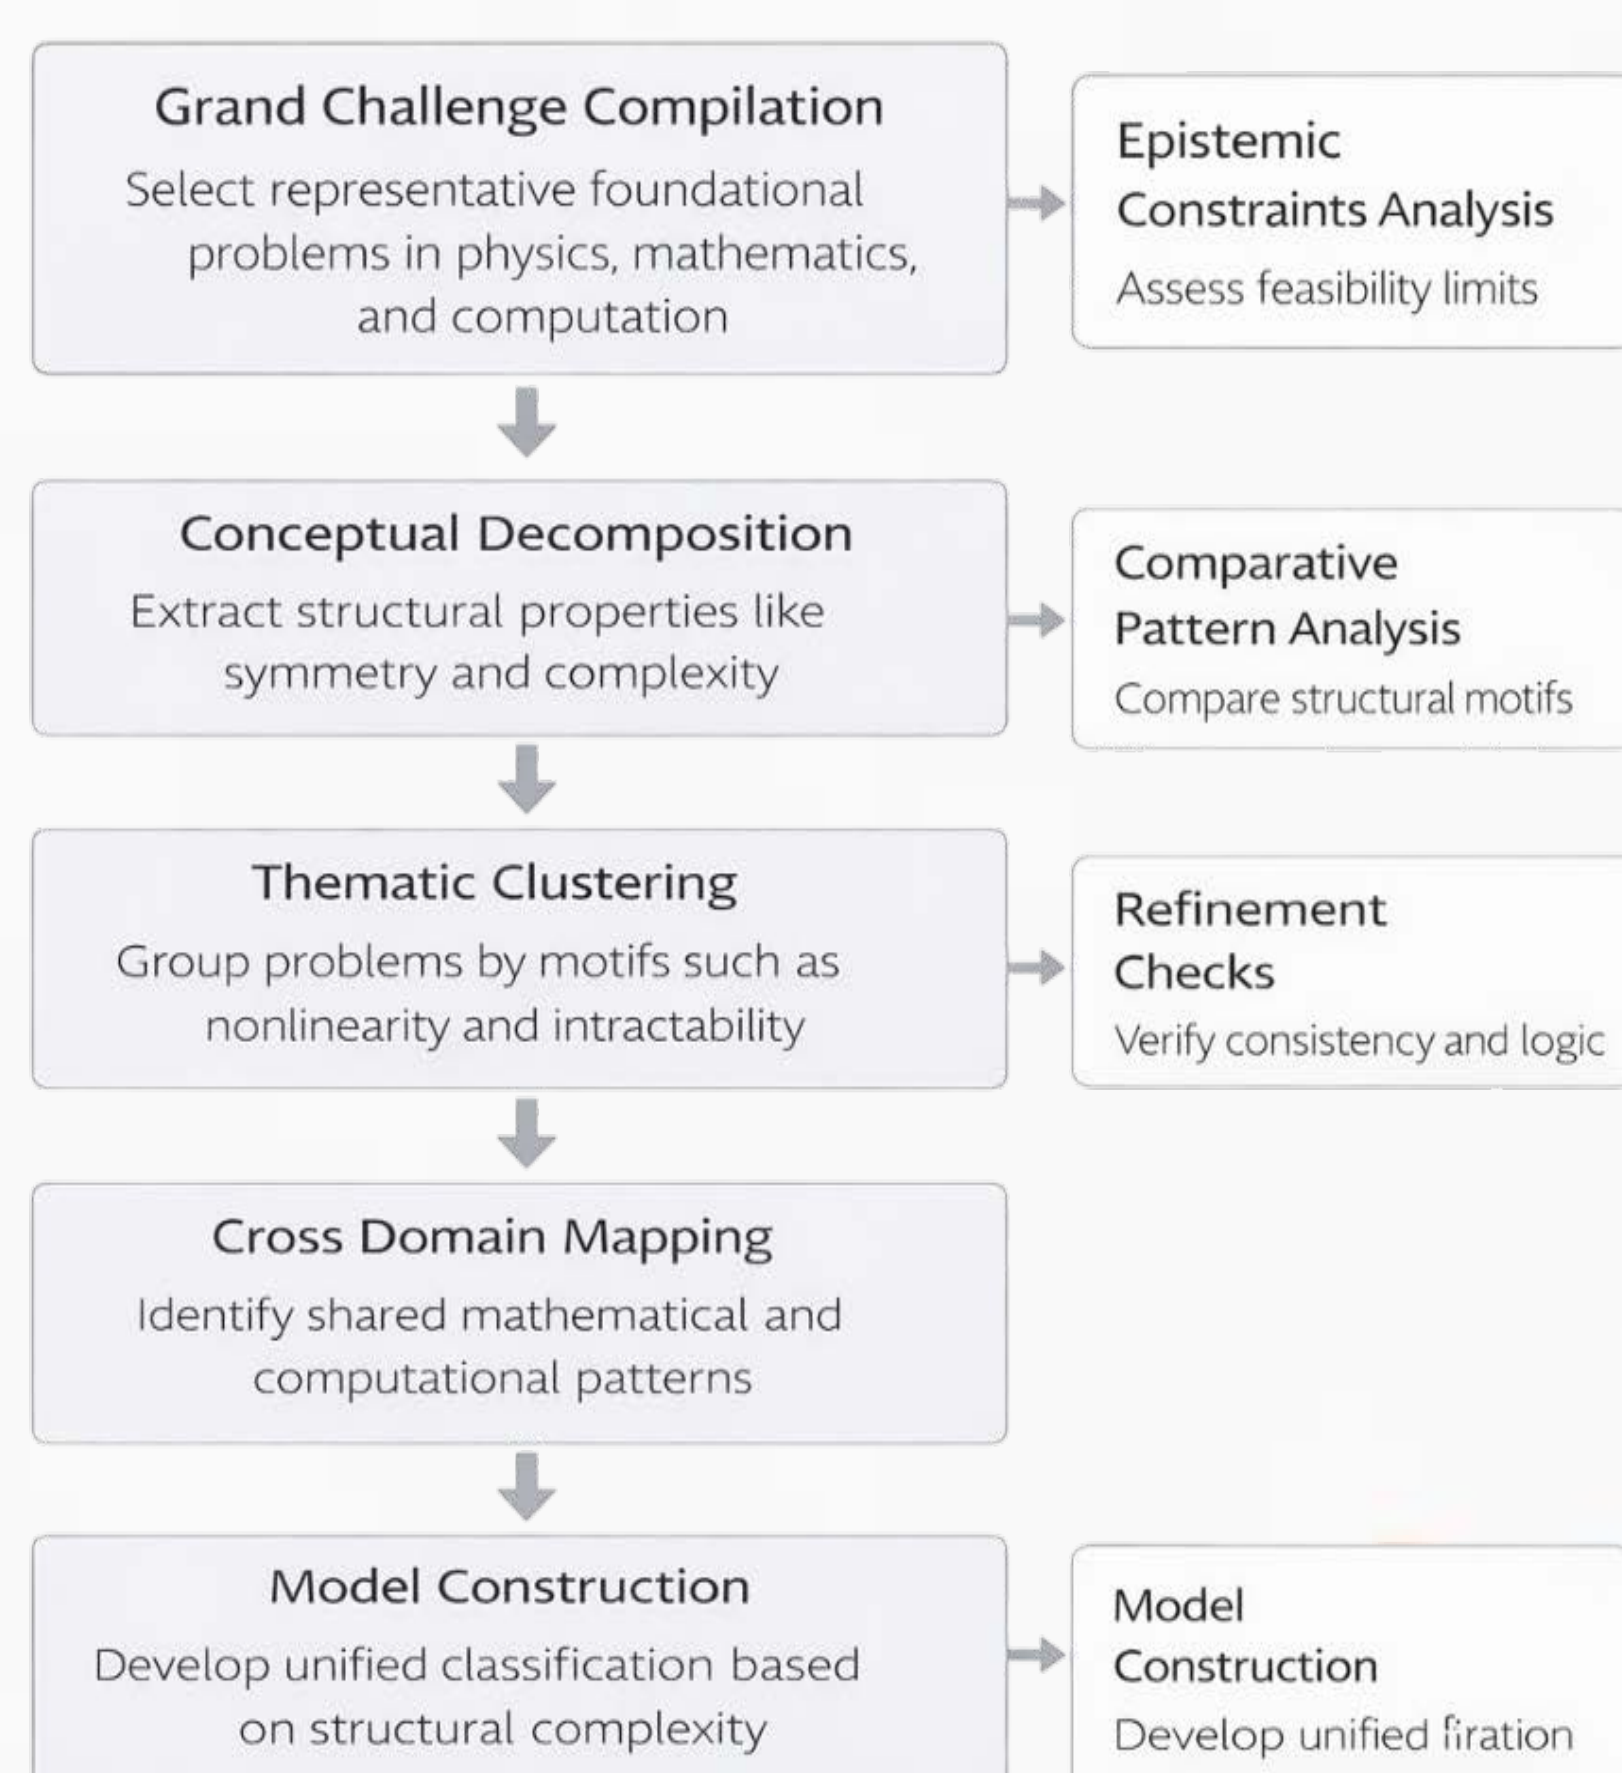 Grand Challenge Compilation
Select representative foundational
problems in physics, mathematics,
and computation
Epistemic
Constraints Analysis
Assess feasibility limits
Conceptual Decomposition
Extract structural properties like
symmetry and complexity
Comparative
Pattern Analysis
Compare structural motifs
Thematic Clustering
Group problems by motifs such as
nonlinearity and intractability
Refinement
Checks
Verify consistency and logic
Cross Domain Mapping
Identify shared mathematical and
computational patterns
Model Construction
Develop unified classification based
on structural complexity
Model
Construction
Develop unified firation